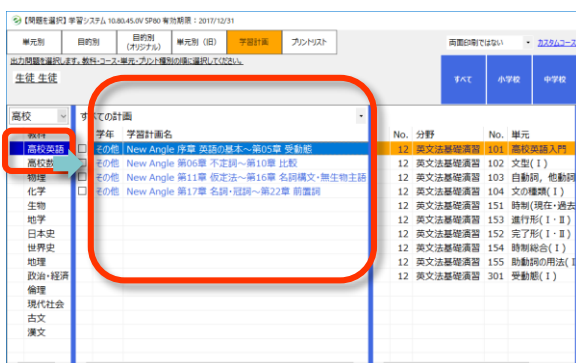 【問題を選択】学習システム 10.80.45.0V SP80 有効期限：2017/12/31
単元別 目的別 目的別(オリジナル) 単元別（旧） 学習計画 プリントリスト 両面印刷ではない カスタムコース
出力問題を選択します。教科・コース・単元・プリント種別の順に選択してください。
生徒 生徒
すべて 小学校 中学校
高校 すべての計画
教科 学年 学習計画名 No. 分野 No. 単元
高校英語 その他 New Angle 序章 英語の基本～第05章 受動態 12 英文法基礎演習 101 高校英語入門
高校数 その他 New Angle 第06章 不定詞～第10章 比較 12 英文法基礎演習 102 文型(Ⅰ)
物理 その他 New Angle 第11章 仮定法～第16章 名詞構文・無生物主語 12 英文法基礎演習 103 自動詞，他動詞
化学 その他 New Angle 第17章 名詞・冠詞～第22章 前置詞 12 英文法基礎演習 104 文の種類(Ⅰ)
生物 12 英文法基礎演習 151 時制(現在・過去
地学 12 英文法基礎演習 153 進行形(Ⅰ・Ⅱ)
日本史 12 英文法基礎演習 152 完了形(Ⅰ・Ⅱ)
世界史 12 英文法基礎演習 154 時制総合(Ⅰ)
地理 12 英文法基礎演習 155 助動詞の用法(Ⅰ
政治・経済 12 英文法基礎演習 301 受動態(Ⅰ)
倫理
現代社会
古文
漢文